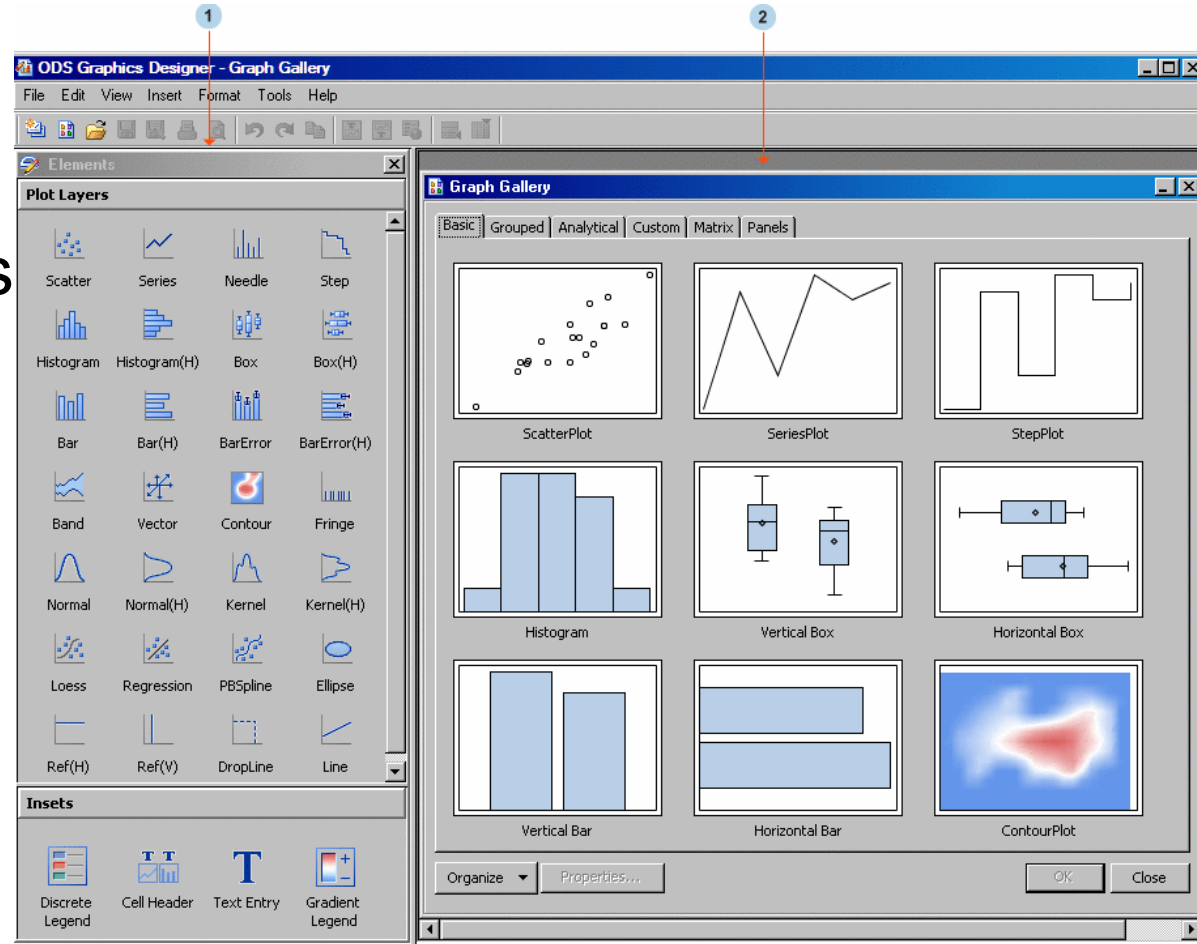 1 2
ODS Graphics Designer - Graph Gallery
File Edit View Insert Format Tools Help
Elements
Plot Layers
s
Scatter Series Needle Step
Histogram Histogram(H) Box Box(H)
Bar Bar(H) BarError BarError(H)
Band Vector Contour Fringe
Normal Normal(H) Kernel Kernel(H)
Loess Regression PBSpline Ellipse
Ref(H) Ref(V) DropLine Line
Insets
T T T
Discrete Legend Cell Header Text Entry Gradient Legend
Graph Gallery
Basic Grouped Analytical Custom Matrix Panels
ScatterPlot SeriesPlot StepPlot
Histogram Vertical Box Horizontal Box
Vertical Bar Horizontal Bar ContourPlot
Organize Properties... OK Close